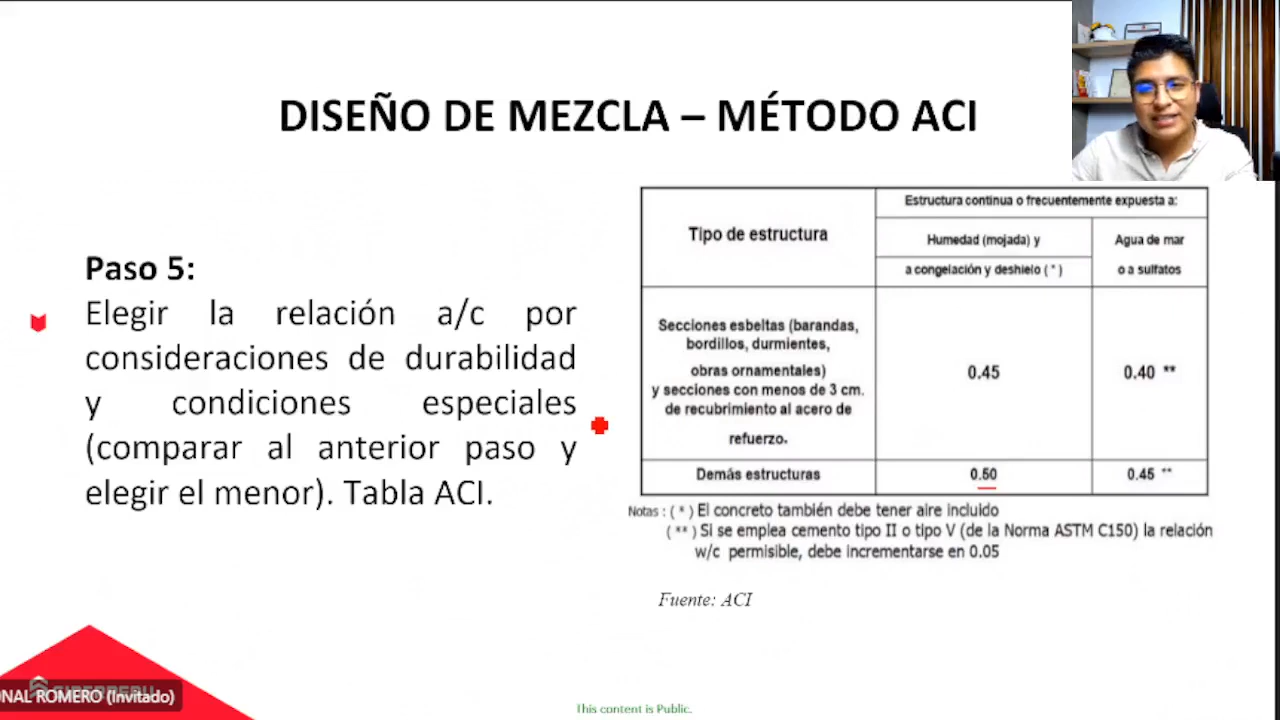 DISEÑO DE MEZCLA – MÉTODO ACI
Paso 5:
Elegir la relación a/c por
consideraciones de durabilidad
y condiciones especiales
(comparar al anterior paso y
elegir el menor). Tabla ACI.
Tipo de estructura
Estructura continua o frecuentemente expuesta a:
Humedad (mojada) y
a congelación y deshielo ( * )
Agua de mar
o a sulfatos
Secciones esbeltas (barandas,
bordillos, durmientes,
obras ornamentales)
y secciones con menos de 3 cm.
de recubrimiento al acero de
refuerzo.
0.45
0.40 **
Demás estructuras
0.50
0.45 **
Notas : ( * ) El concreto también debe tener aire incluido
( ** ) Si se emplea cemento tipo II o tipo V (de la Norma ASTM C150) la relación
w/c permisible, debe incrementarse en 0.05
Fuente: ACI
ONAL ROMERO (Invitado)
This content is Public.